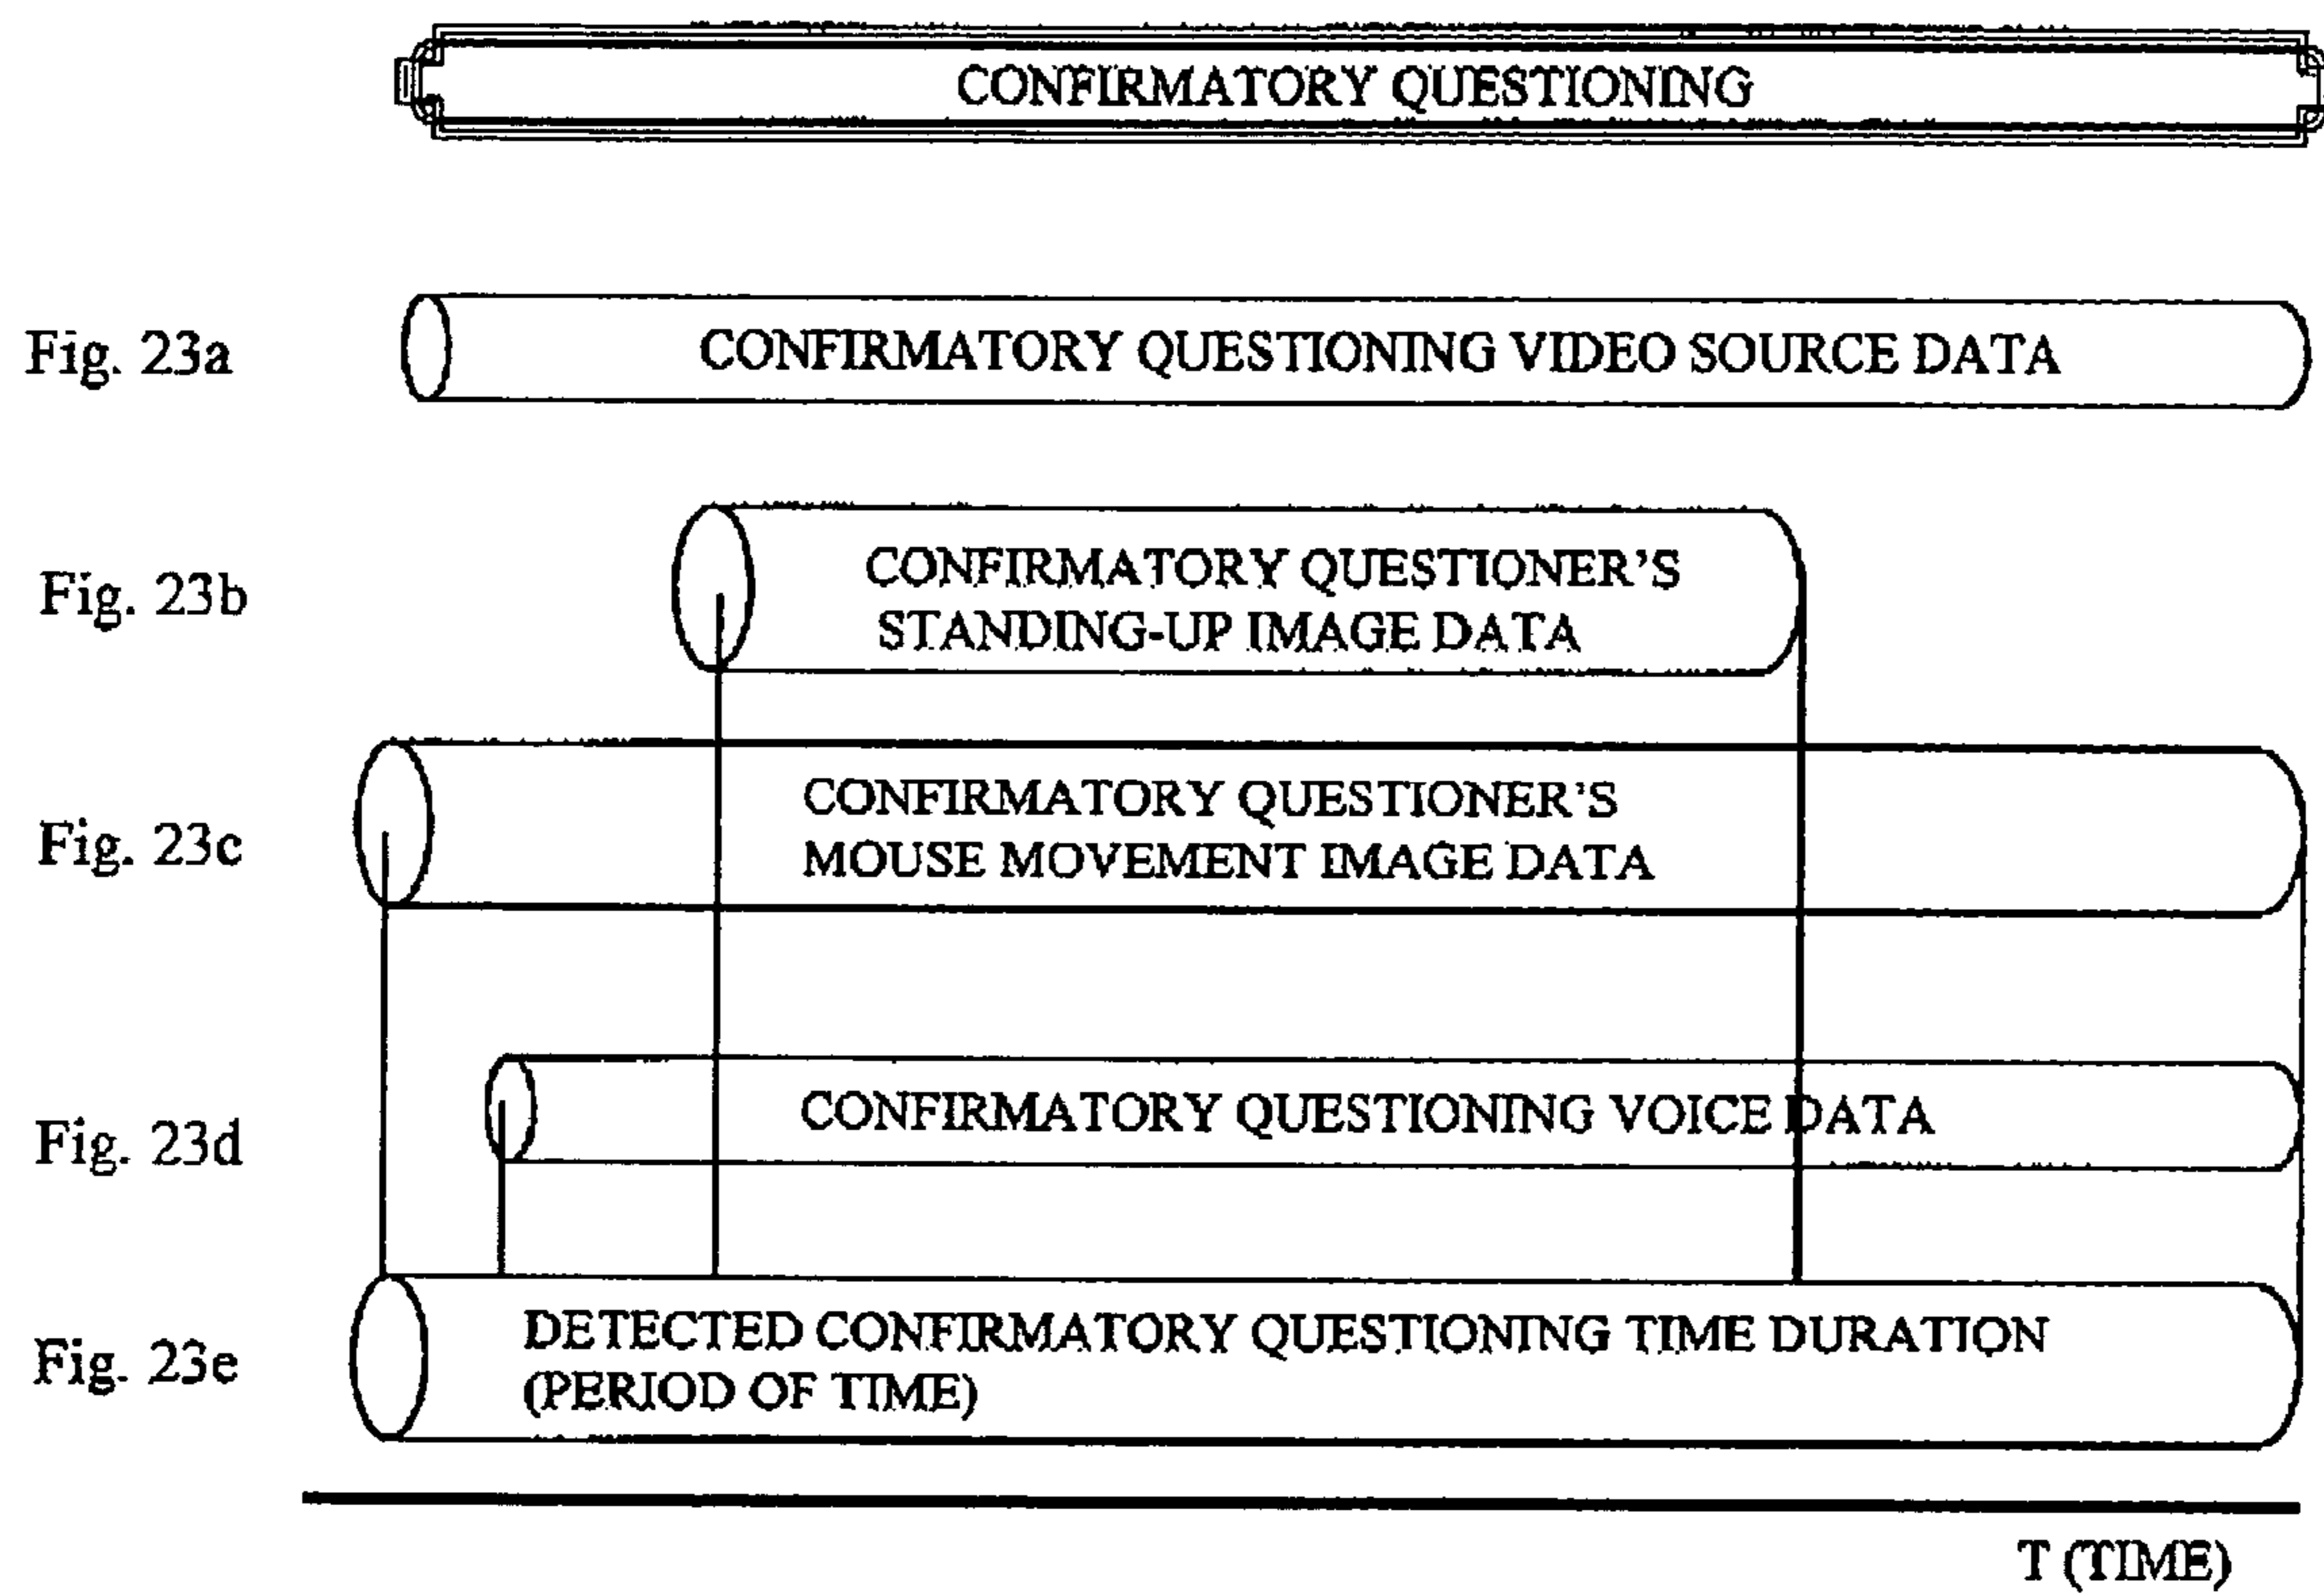 CONFIRMATORY QUESTIONING
Fig. 23a
CONFIRMATORY QUESTIONING VIDEO SOURCE DATA
Fig. 23b
CONFIRMATORY QUESTIONER'S
STANDING-UP IMAGE DATA
Fig. 23c
CONFIRMATORY QUESTIONER'S
MOUSE MOVEMENT IMAGE DATA
Fig. 23d
CONFIRMATORY QUESTIONING VOICE DATA
Fig. 23e
DETECTED CONFIRMATORY QUESTIONING TIME DURATION
(PERIOD OF TIME)
T (TIME)